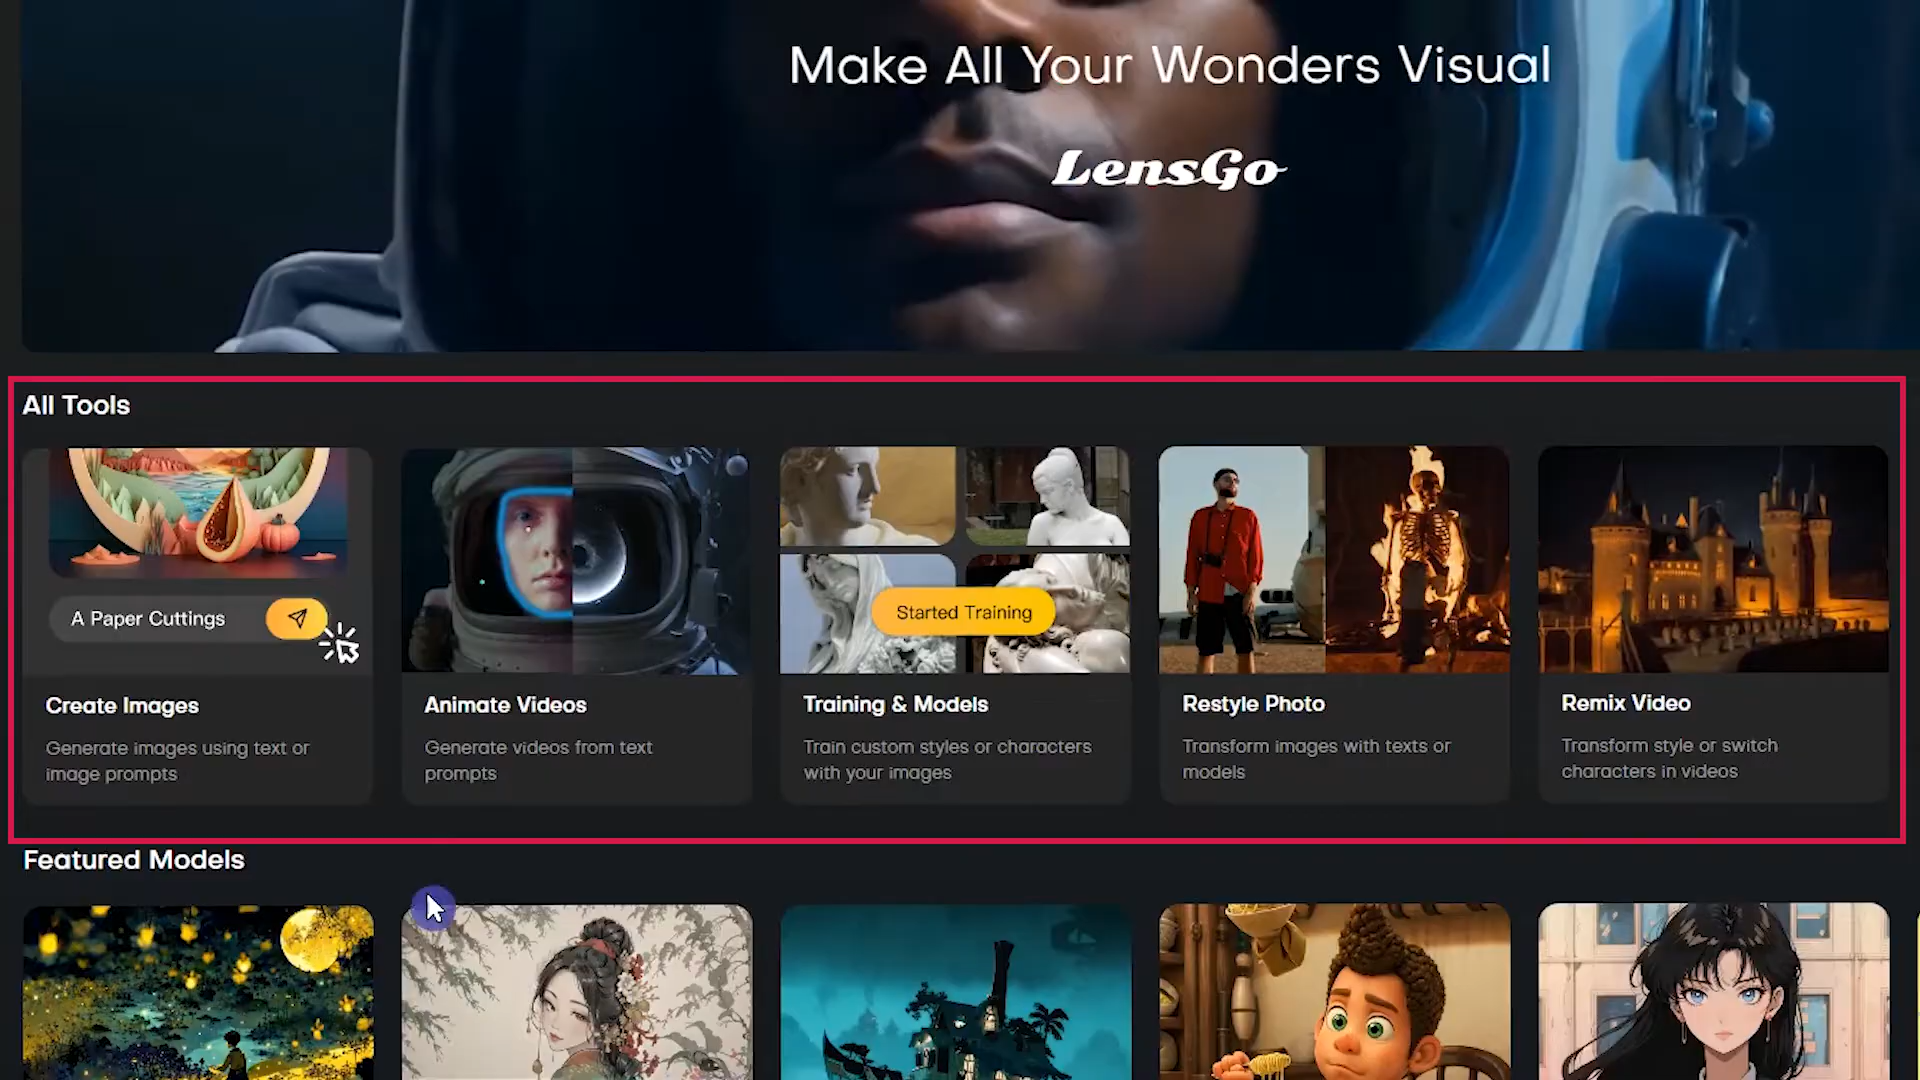 Make All Your Wonders Visual
LensGo
All Tools
A Paper Cuttings
Started Training
Create Images
Generate images using text or
image prompts
Animate Videos
Generate videos from text
prompts
Training & Models
Train custom styles or characters
with your images
Restyle Photo
Transform images with texts or
models
Remix Video
Transform style or switch
characters in videos
Featured Models